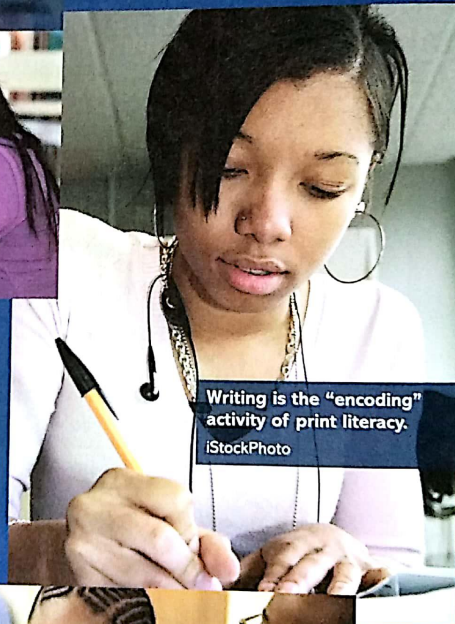 Writing is the “encoding”
activity of print literacy.
iStockPhoto